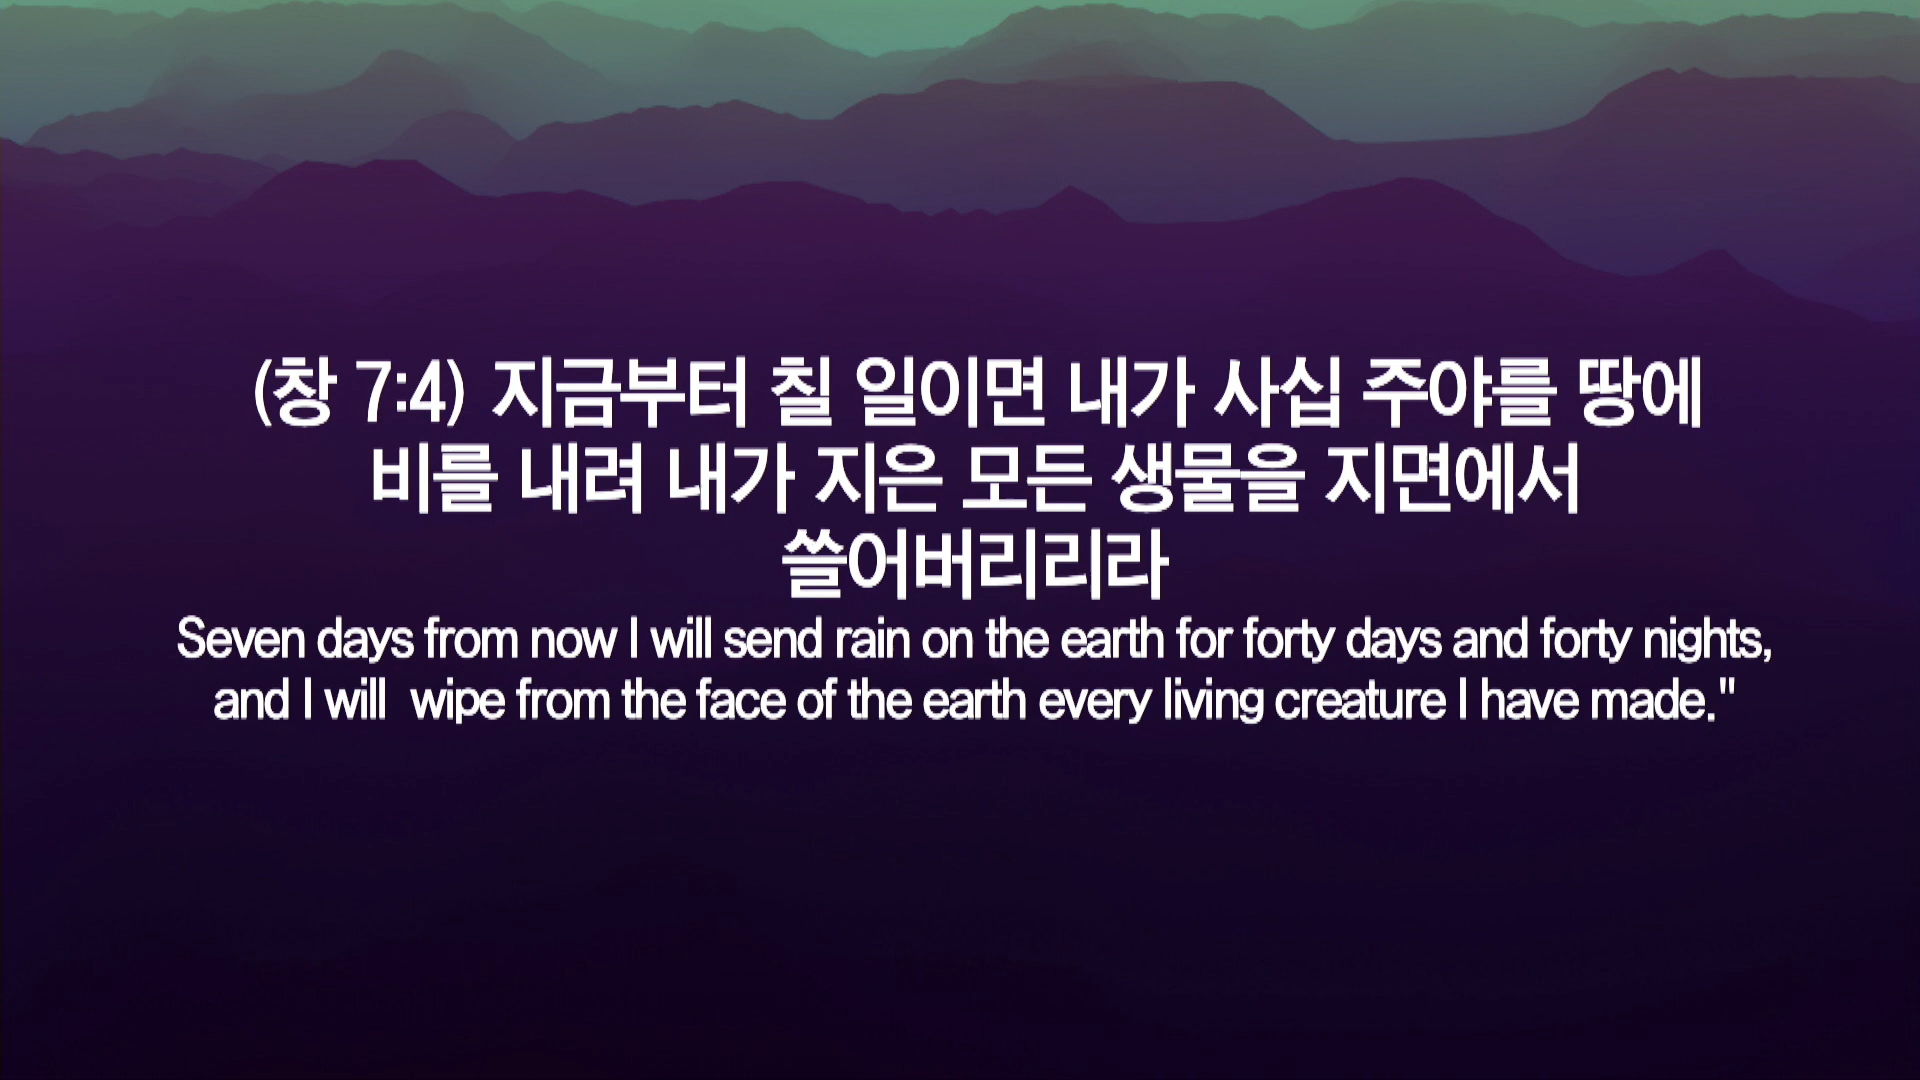 (창 7:4) 지금부터 칠 일이면 내가 사십 주야를 땅에
비를 내려 내가 지은 모든 생물을 지면에서
쓸어버리리라
Seven days from now I will send rain on the earth for forty days and forty nights,
and I will  wipe from the face of the earth every living creature I have made."